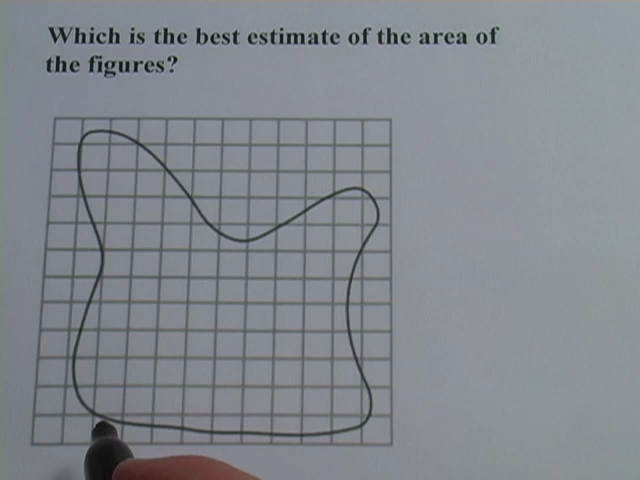 Which is the best estimate of the area of
the figures?